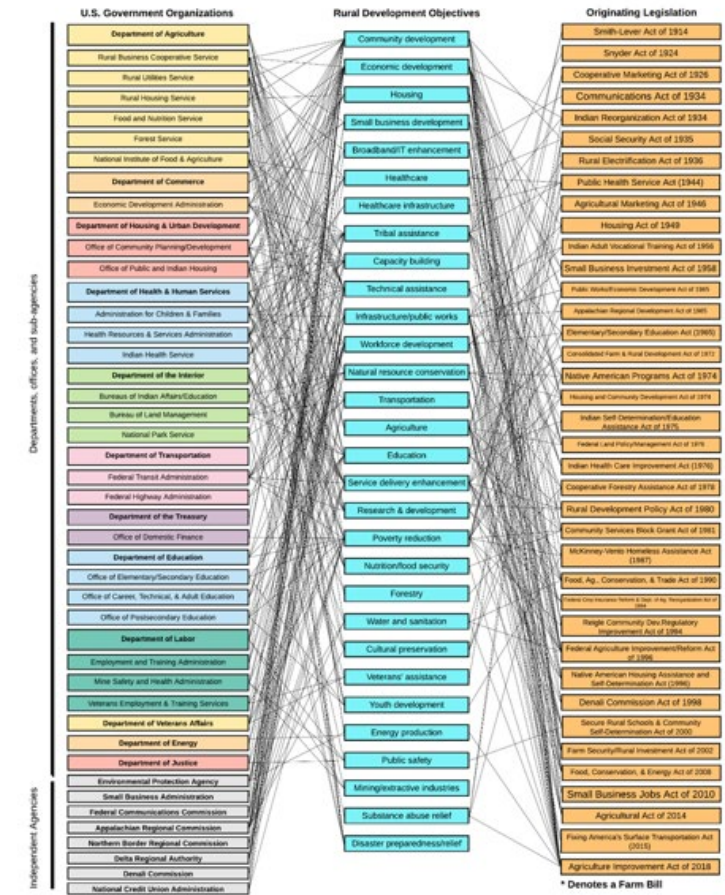 U.S. Government Organizations
Department of Agriculture
Rural Business Cooperative Service
Rural Utilities Service
Rural Housing Service
Food and Nutrition Service
Forest Service
National Institute of Food & Agriculture
Department of Commerce
Economic Development Administration
Department of Housing & Urban Development
Office of Community Planning/Development
Office of Public and Indian Housing
Department of Health & Human Services
Administration for Children & Families
Health Resources & Services Administration
Indian Health Service
Department of the Interior
Bureaus of Indian Affairs/Education
Bureau of Land Management
National Park Service
Department of Transportation
Federal Transit Administration
Federal Highway Administration
Department of the Treasury
Office of Domestic Finance
Department of Education
Office of Elementary/Secondary Education
Office of Career, Technical, & Adult Education
Office of Postsecondary Education
Department of Labor
Employment and Training Administration
Mine Safety and Health Administration
Veterans Employment & Training Services
Department of Veterans Affairs
Department of Energy
Department of Justice
Environmental Protection Agency
Small Business Administration
Federal Communications Commission
Appalachian Regional Commission
Northern Border Regional Commission
Delta Regional Authority
Denali Commission
National Credit Union Administration
Departments, offices, and sub-agencies
Independent Agencies
Rural Development Objectives
Community development
Economic development
Housing
Small business development
Broadband/IT enhancement
Healthcare
Healthcare infrastructure
Tribal assistance
Capacity building
Technical assistance
Infrastructure/public works
Workforce development
Natural resource conservation
Transportation
Agriculture
Education
Service delivery enhancement
Research & development
Poverty reduction
Nutrition/food security
Forestry
Water and sanitation
Cultural preservation
Veterans' assistance
Youth development
Energy production
Public safety
Mining/extractive industries
Substance abuse relief
Disaster preparedness/relief
Originating Legislation
Smith-Lever Act of 1914
Snyder Act of 1924
Cooperative Marketing Act of 1926
Communications Act of 1934
Indian Reorganization Act of 1934
Social Security Act of 1935
Rural Electrification Act of 1936
Public Health Service Act (1944)
Agricultural Marketing Act of 1946
Housing Act of 1949
Indian Adult Vocational Training Act of 1956
Small Business Investment Act of 1958
Public Works/Economic Development Act of 1965
Appalachian Regional Development Act of 1965
Elementary/Secondary Education Act (1965)
Consolidated Farm & Rural Development Act of 1972
Native American Programs Act of 1974
Housing and Community Development Act of 1974
Indian Self-Determination/Education
Assistance Act of 1975
Federal Land Policy/Management Act of 1976
Indian Health Care Improvement Act (1976)
Cooperative Forestry Assistance Act of 1978
Rural Development Policy Act of 1980
Community Services Block Grant Act of 1981
McKinney-Vento Homeless Assistance Act
(1987)
Food, Ag., Conservation, & Trade Act of 1990
Federal Crop Insurance Reform & Dept. of Ag. Reorganization Act of
1994
Reigle Community Dev.Regulatory
Improvement Act of 1994
Federal Agriculture Improvement/Reform Act
of 1996
Native American Housing Assistance and
Self-Determination Act (1996)
Denali Commission Act of 1998
Secure Rural Schools & Community
Self-Determination Act of 2000
Farm Security/Rural Investment Act of 2002
Food, Conservation, & Energy Act of 2008
Small Business Jobs Act of 2010
Agricultural Act of 2014
Fixing America's Surface Transportation Act
(2015)
Agriculture Improvement Act of 2018
* Denotes a Farm Bill